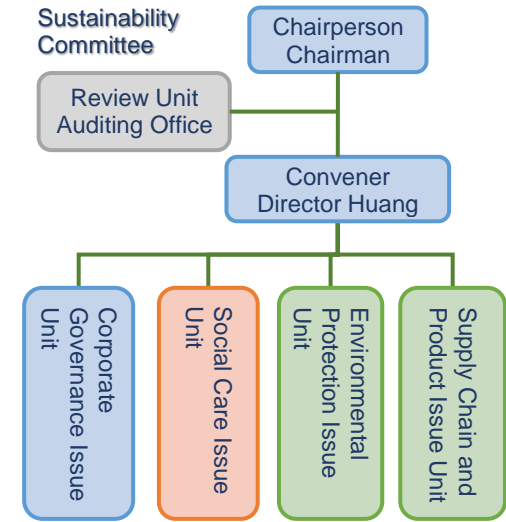 Sustainability
Committee
Chairperson
Chairman
Review Unit
Auditing Office
Convener
Director Huang
Corporate
Governance Issue
Unit
Social Care Issue
Unit
Environmental
Protection Issue
Unit
Supply Chain and
Product Issue Unit